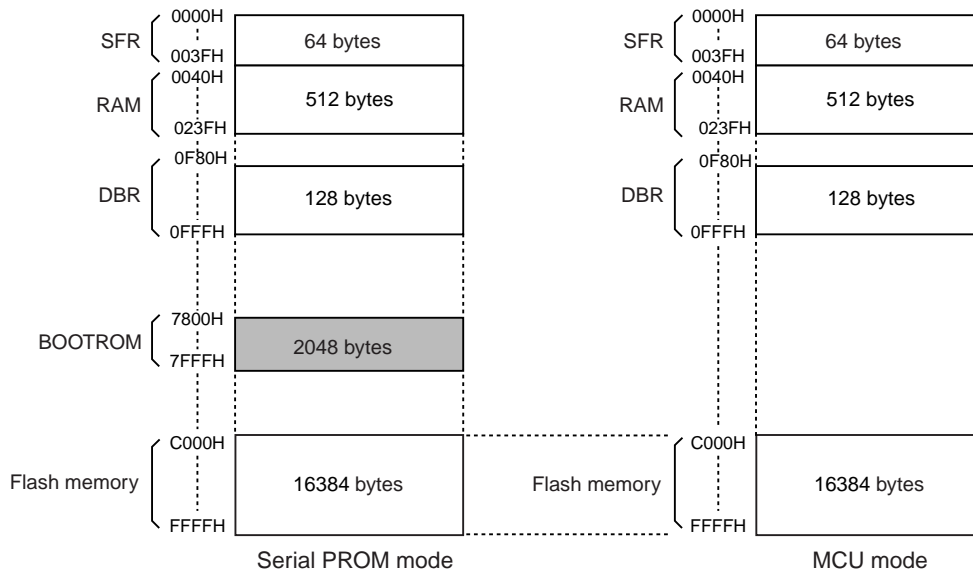 0000H
SFR
64 bytes
003FH
0040H
RAM
512 bytes
023FH
0F80H
DBR
128 bytes
0FFFH
7800H
BOOTROM
2048 bytes
7FFFH
C000H
Flash memory
16384 bytes
FFFFH
Serial PROM mode
0000H
SFR
64 bytes
003FH
0040H
RAM
512 bytes
023FH
0F80H
DBR
128 bytes
0FFFH
C000H
Flash memory
16384 bytes
FFFFH
MCU mode